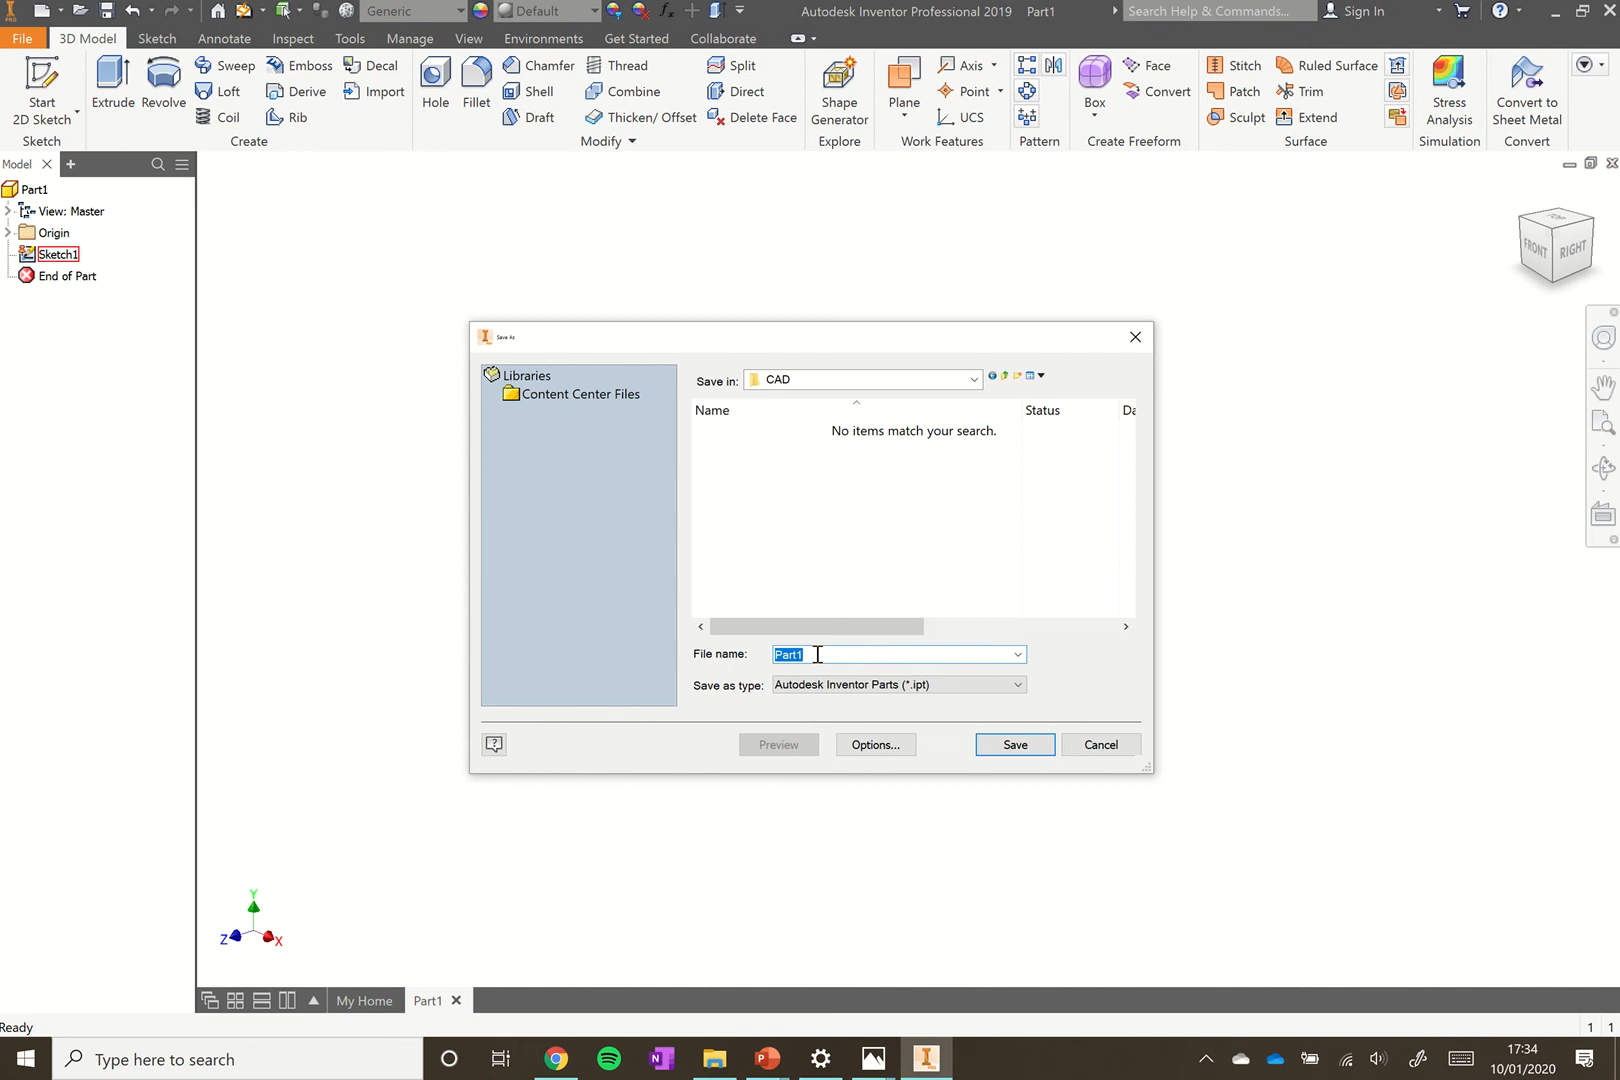 Generic
Default
Autodesk Inventor Professional 2019 Part1
Search Help & Commands...
Sign In
File
3D Model
Sketch
Annotate
Inspect
Tools
Manage
View
Environments
Get Started
Collaborate
Start
2D Sketch
Sketch
Extrude
Revolve
Sweep
Loft
Coil
Emboss
Derive
Rib
Decal
Import
Create
Hole
Fillet
Chamfer
Shell
Draft
Thread
Combine
Thicken/ Offset
Split
Direct
Delete Face
Modify
Shape
Generator
Explore
Plane
Axis
Point
UCS
Work Features
Pattern
Box
Face
Convert
Create Freeform
Stitch
Patch
Sculpt
Ruled Surface
Trim
Extend
Surface
Stress
Analysis
Simulation
Convert to
Sheet Metal
Convert
Model
Part1
View: Master
Origin
Sketch1
End of Part
TOP
FRONT
RIGHT
Save As
Libraries
Content Center Files
Save in:
CAD
Name
Status
Da
No items match your search.
File name:
Part1
Save as type:
Autodesk Inventor Parts (*.ipt)
Preview
Options...
Save
Cancel
Y
Z
X
My Home
Part1
Ready
1 1
Type here to search
17:34
10/01/2020